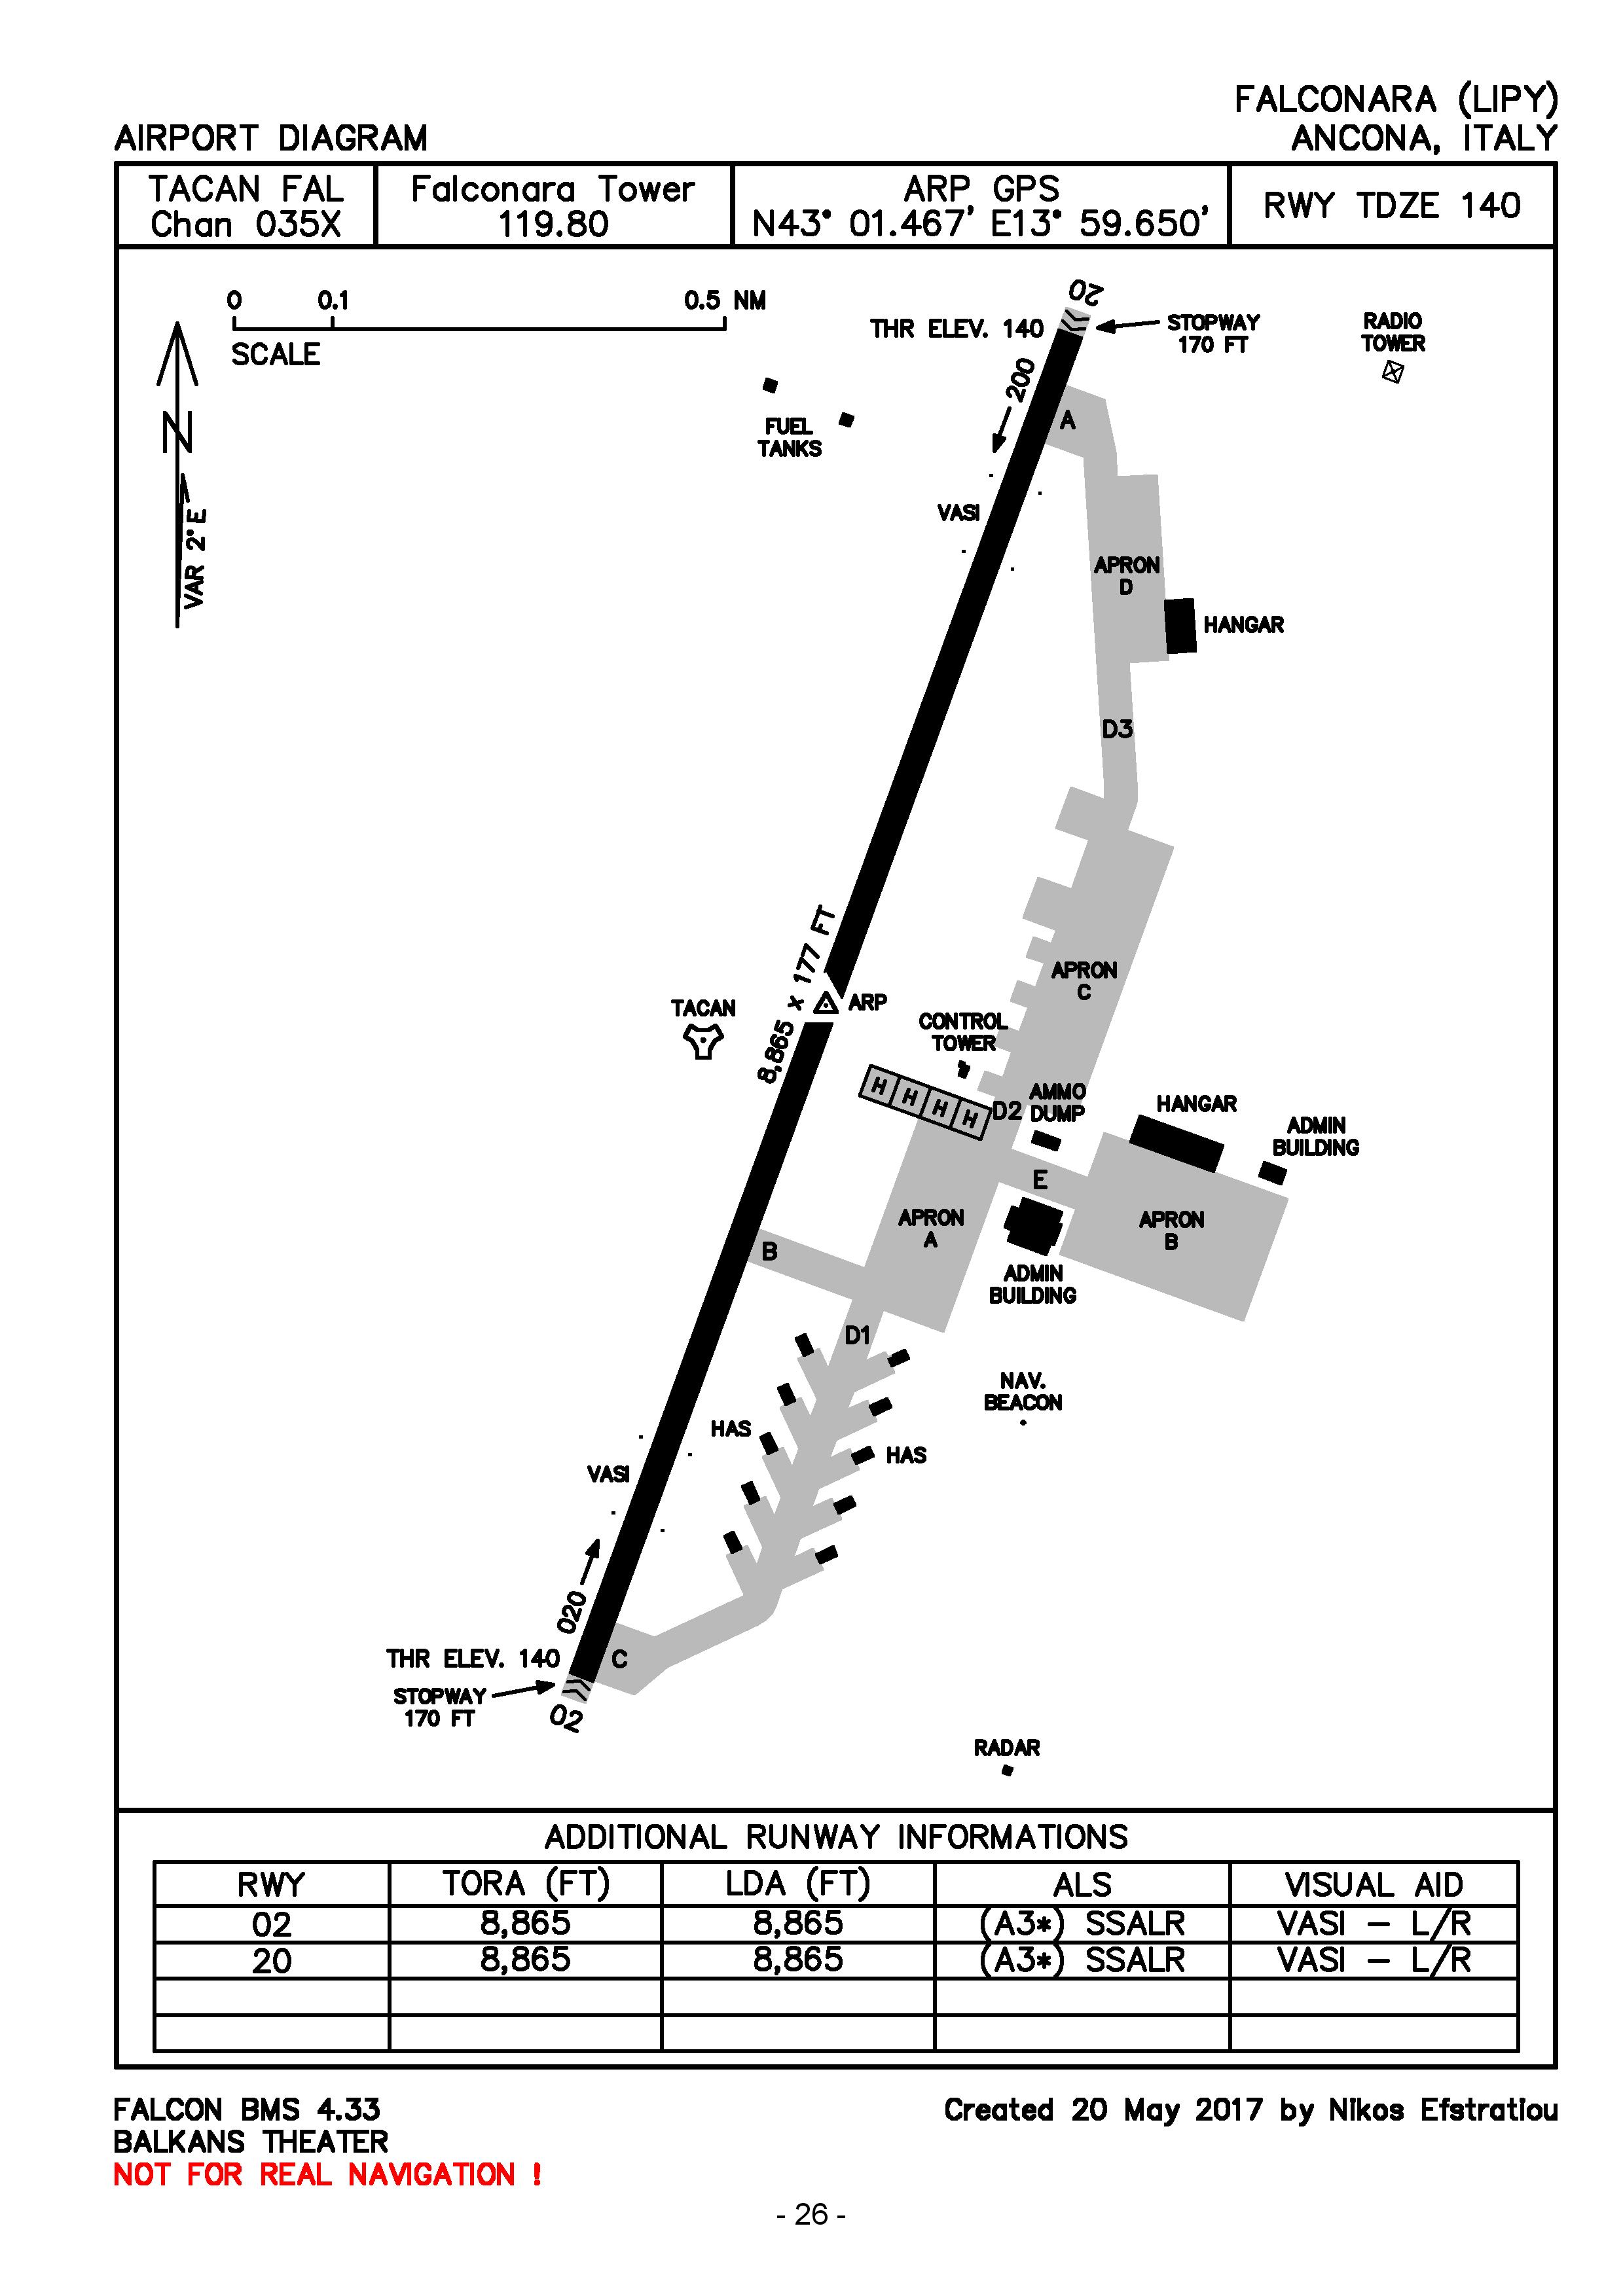 FALCONARA (LIPY)
AIRPORT DIAGRAM
ANCONA, ITALY
TACAN FAL
Chan 035X
Falconara Tower
119.80
ARP GPS
N43° 01.467' E13° 59.650'
RWY TDZE 140
0 0.1 0.5 NM
SCALE
N
VAR 2° E
20
THR ELEV. 140
STOPWAY
170 FT
RADIO
TOWER
200
FUEL
TANKS
A
VASI
APRON
D
HANGAR
D3
8,865 x 177 FT
APRON
C
ARP
TACAN
CONTROL
TOWER
H H H H
D2
AMMO
DUMP
HANGAR
ADMIN
BUILDING
E
APRON
A
APRON
B
B
ADMIN
BUILDING
D1
NAV.
BEACON
HAS
HAS
VASI
020
THR ELEV. 140
C
STOPWAY
170 FT
02
RADAR
ADDITIONAL RUNWAY INFORMATIONS
RWY TORA (FT) LDA (FT) ALS VISUAL AID
02 8,865 8,865 (A3*) SSALR VASI - L/R
20 8,865 8,865 (A3*) SSALR VASI - L/R
FALCON BMS 4.33
BALKANS THEATER
NOT FOR REAL NAVIGATION !
Created 20 May 2017 by Nikos Efstratiou
- 26 -